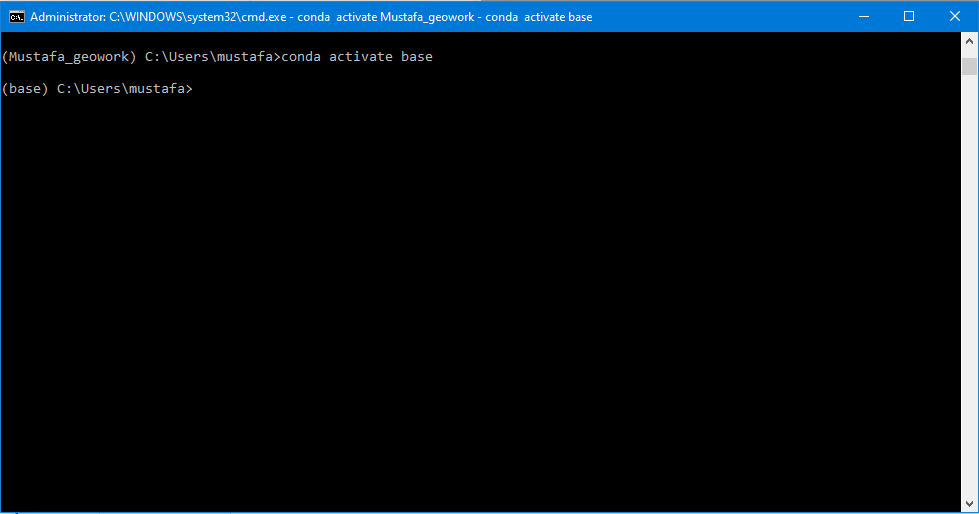 Administrator: C:\WINDOWS\system32\cmd.exe - conda  activate Mustafa_geowork - conda  activate base
(Mustafa_geowork) C:\Users\mustafa>conda activate base
(base) C:\Users\mustafa>